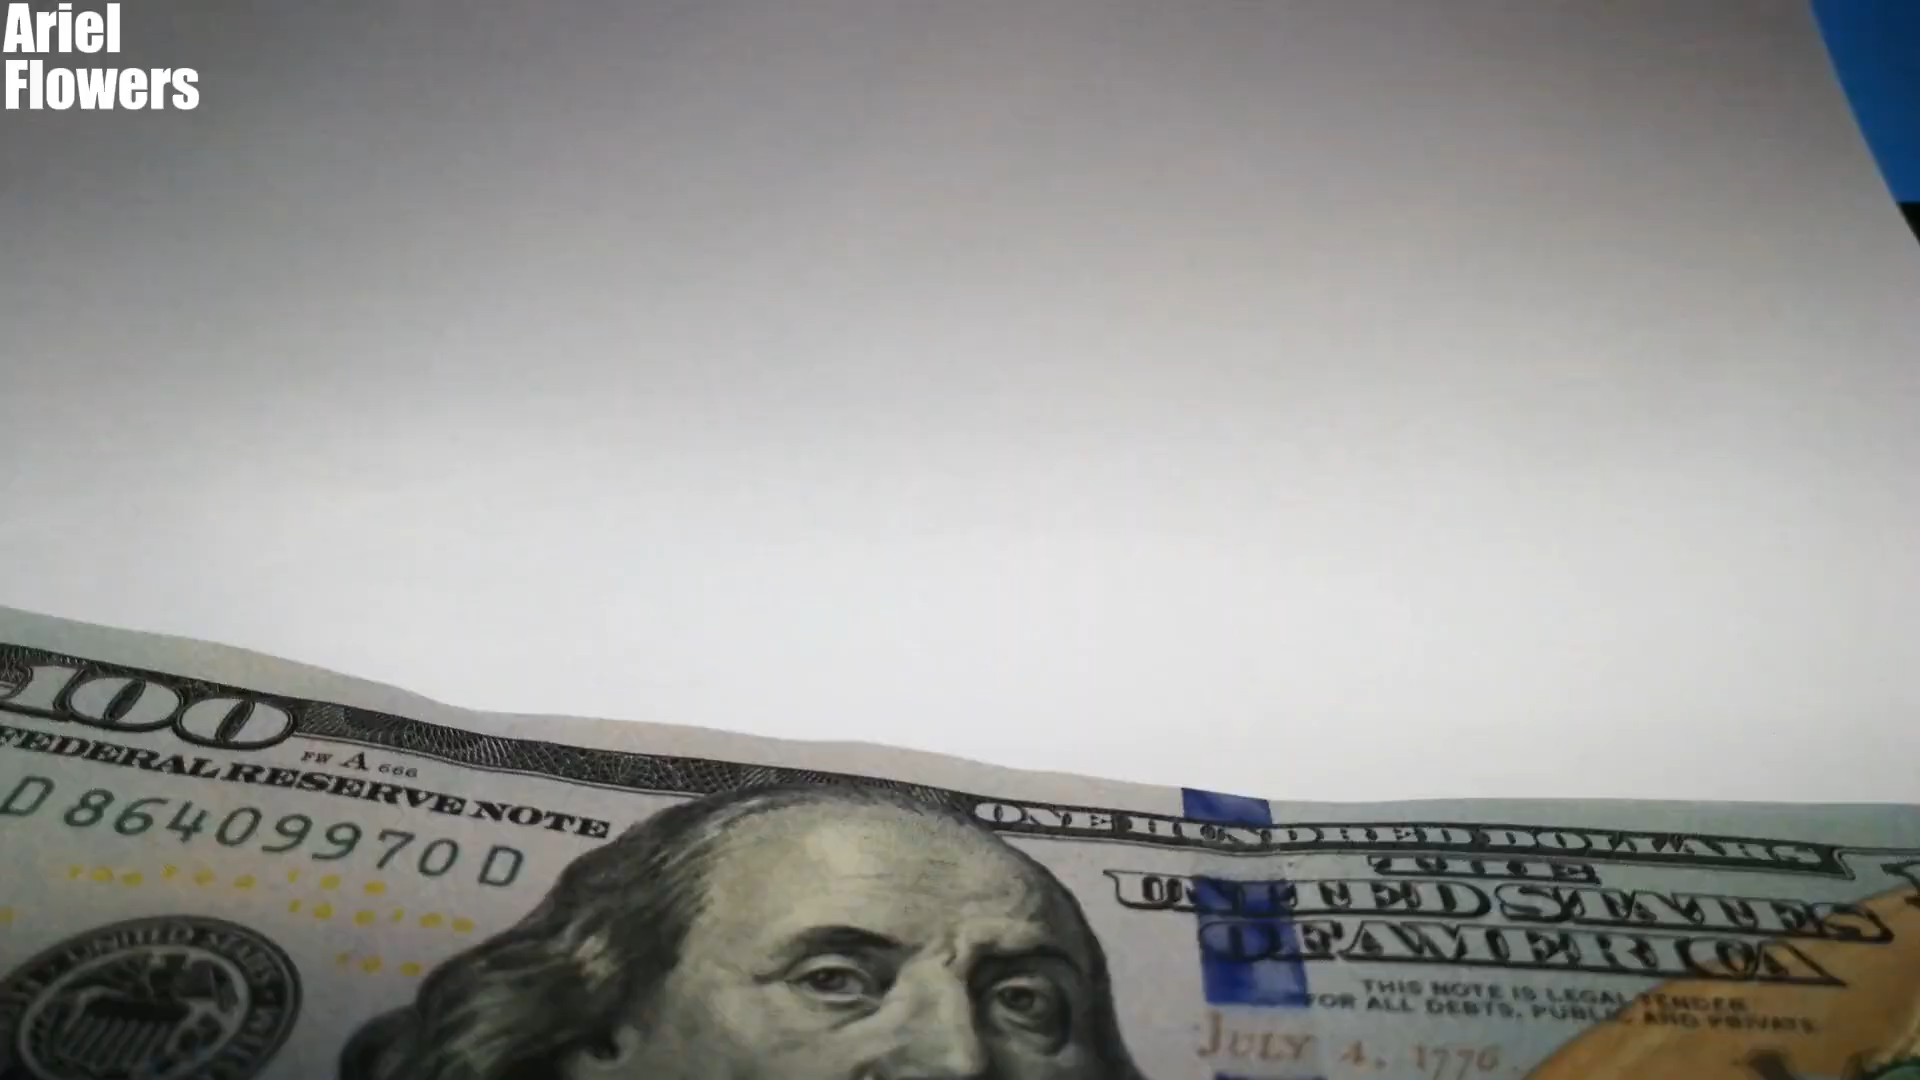 Ariel
Flowers
100
FEDERAL RESERVE NOTE
FW A 666
D 86409970 D
ONE HUNDRED DOLLARS
THE
UNITED STATES
OF AMERICA
THIS NOTE IS LEGAL TENDER
FOR ALL DEBTS, PUBLIC AND PRIVATE
JULY 4, 1776